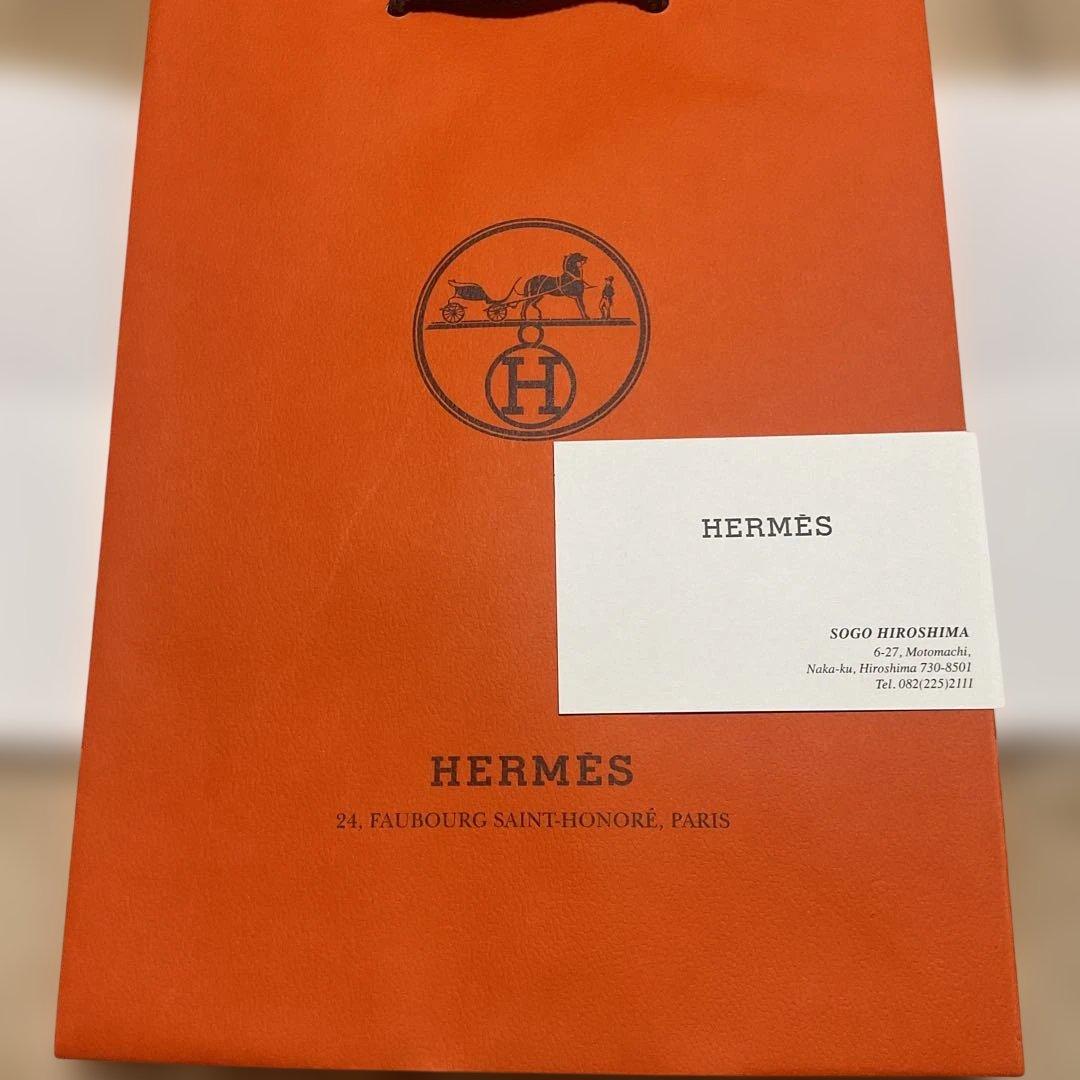 H
HERMÈS
SOGO HIROSHIMA
6-27, Motomachi,
Naka-ku, Hiroshima 730-8501
Tel. 082(225)2111
HERMÈS
24, FAUBOURG SAINT-HONORÉ, PARIS